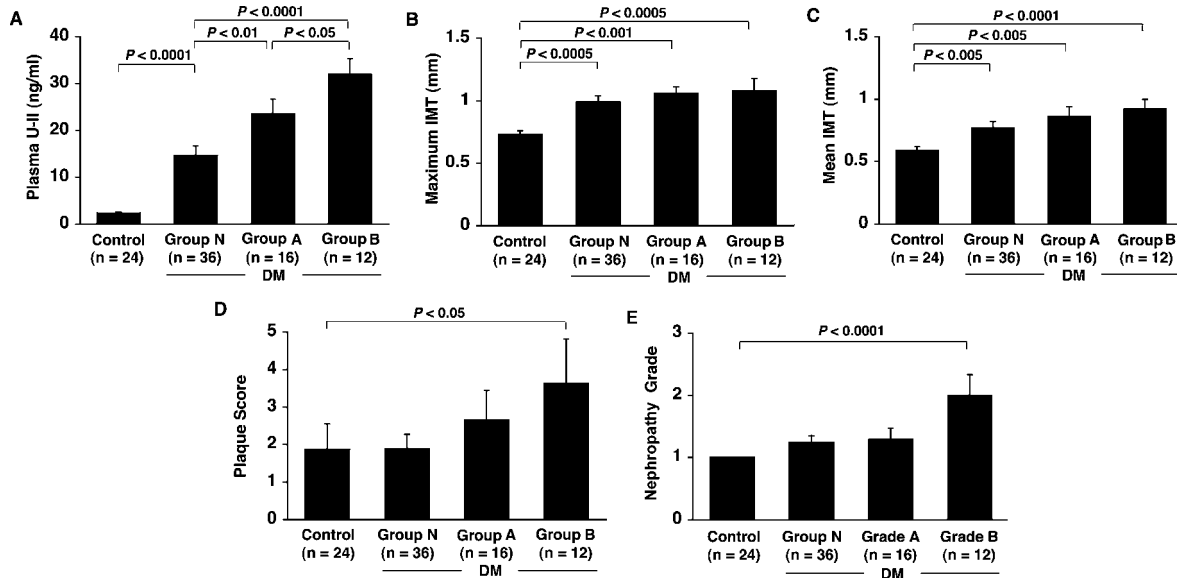 A
P < 0.0001
P < 0.01
P < 0.05
P < 0.0001
Plasma U-II (ng/ml)
40
30
20
10
0
Control
(n = 24)
Group N
(n = 36)
Group A
(n = 16)
Group B
(n = 12)
DM
B
P < 0.0005
P < 0.001
P < 0.0005
Maximum IMT (mm)
1.5
1
0.5
0
Control
(n = 24)
Group N
(n = 36)
Group A
(n = 16)
Group B
(n = 12)
DM
C
P < 0.0001
P < 0.005
P < 0.005
Mean IMT (mm)
1.5
1
0.5
0
Control
(n = 24)
Group N
(n = 36)
Group A
(n = 16)
Group B
(n = 12)
DM
D
P < 0.05
Plaque Score
5
4
3
2
1
0
Control
(n = 24)
Group N
(n = 36)
Group A
(n = 16)
Group B
(n = 12)
DM
E
P < 0.0001
Nephropathy Grade
3
2
1
0
Control
(n = 24)
Group N
(n = 36)
Grade A
(n = 16)
Grade B
(n = 12)
DM